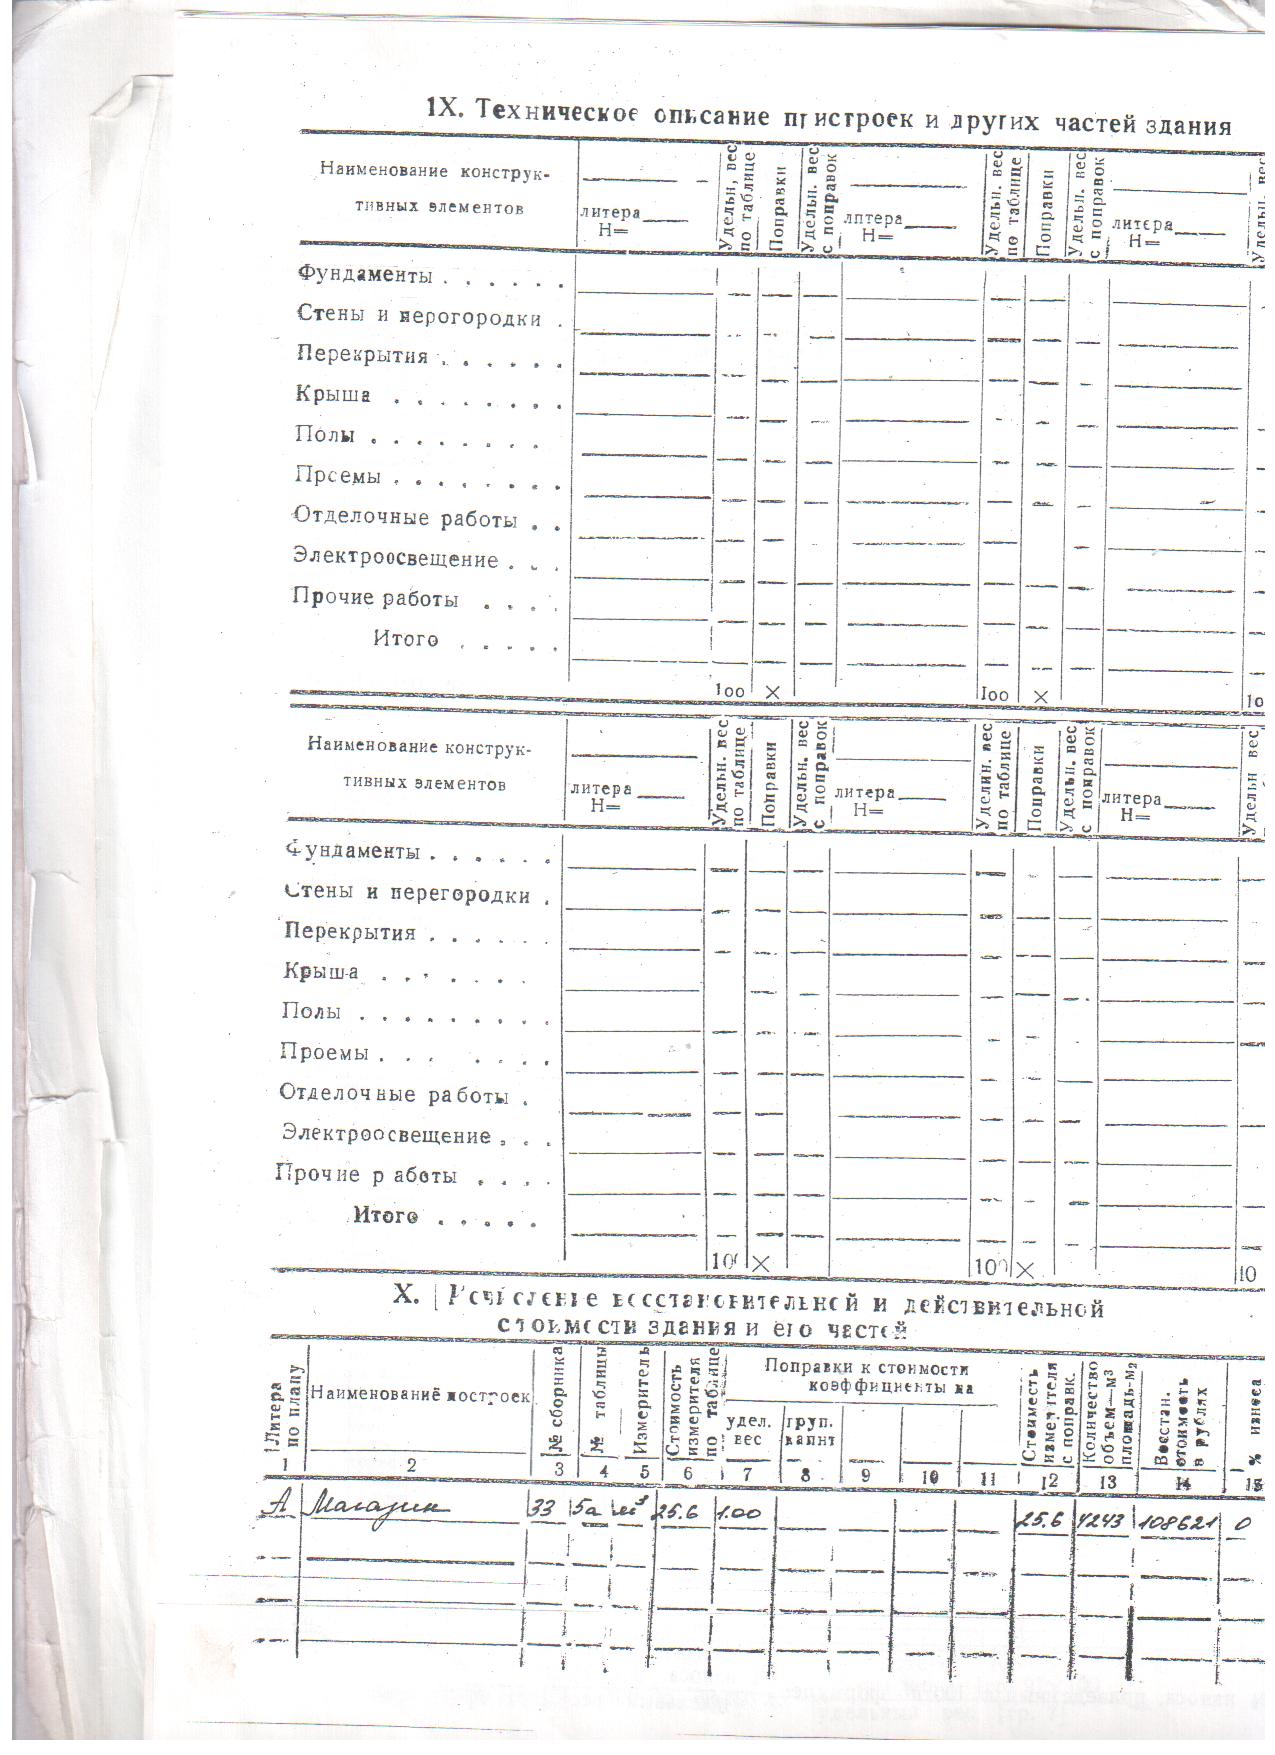 IX. Техническое описание пристроек и других частей здания
Наименование конструк-
тивных элементов
литера
Н=
Удельн. вес
по таблице
Поправки
Удельн. вес
с поправок
литера
Н=
Удельн. вес
по таблице
Поправки
Удельн. вес
с поправок
литера
Н=
Удельн. вес
Фундаменты . . . . . .
Стены и перегородки .
Перекрытия . . . . . .
Крыша . . . . . . . .
Полы . . . . . . . .
Проемы . . . . . . . .
Отделочные работы . .
Электроосвещение . . .
Прочие работы . . . .
Итого . . . . .
100 X 100 X 10
Наименование конструк-
тивных элементов
литера
Н=
Удельн. вес
по таблице
Поправки
Удельн. вес
с поправок
литера
Н=
Уделин. вес
по таблице
Поправки
Удельн. вес
с поправок
литера
Н=
Удельн вес
Фундаменты . . . . . .
Стены и перегородки .
Перекрытия . . . . . .
Крыша . . . . . .
Полы . . . . . . . . .
Проемы . . . . . . .
Отделочные работы .
Электроосвещение . . .
Прочие работы . . . .
Итого . . . . .
100 X 100 X 10
X. Исчисление восстановительной и действительной
стоимости здания и его частей
Литера
по плану
Наименование построек
№ сборника
№ таблицы
Измеритель
Стоимость
измерителя
по таблице
Поправки к стоимости
коэффициенты на
удел.
вес
груп.
капит
Стоимость
измерителя
с поправк.
Количество
объем—м3
площадь—м2
Восстан.
стоимость
в рублях
% износа
1 2 3 4 5 6 7 8 9 10 11 12 13 14 15
А Магазин 33 5а м³ 25.6 1.00 25.6 4243 108621 0